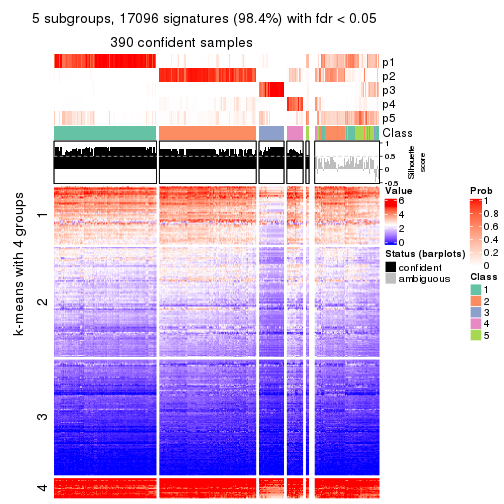 5 subgroups, 17096 signatures (98.4%) with fdr < 0.05
390 confident samples
p1
p2
p3
p4
p5
Class
1
0.5
0
-0.5
Silhouette
score
k-means with 4 groups
1
2
3
4
Value
6
4
2
0
Status (barplots)
confident
ambiguous
Prob
1
0.8
0.6
0.4
0.2
0
Class
1
2
3
4
5